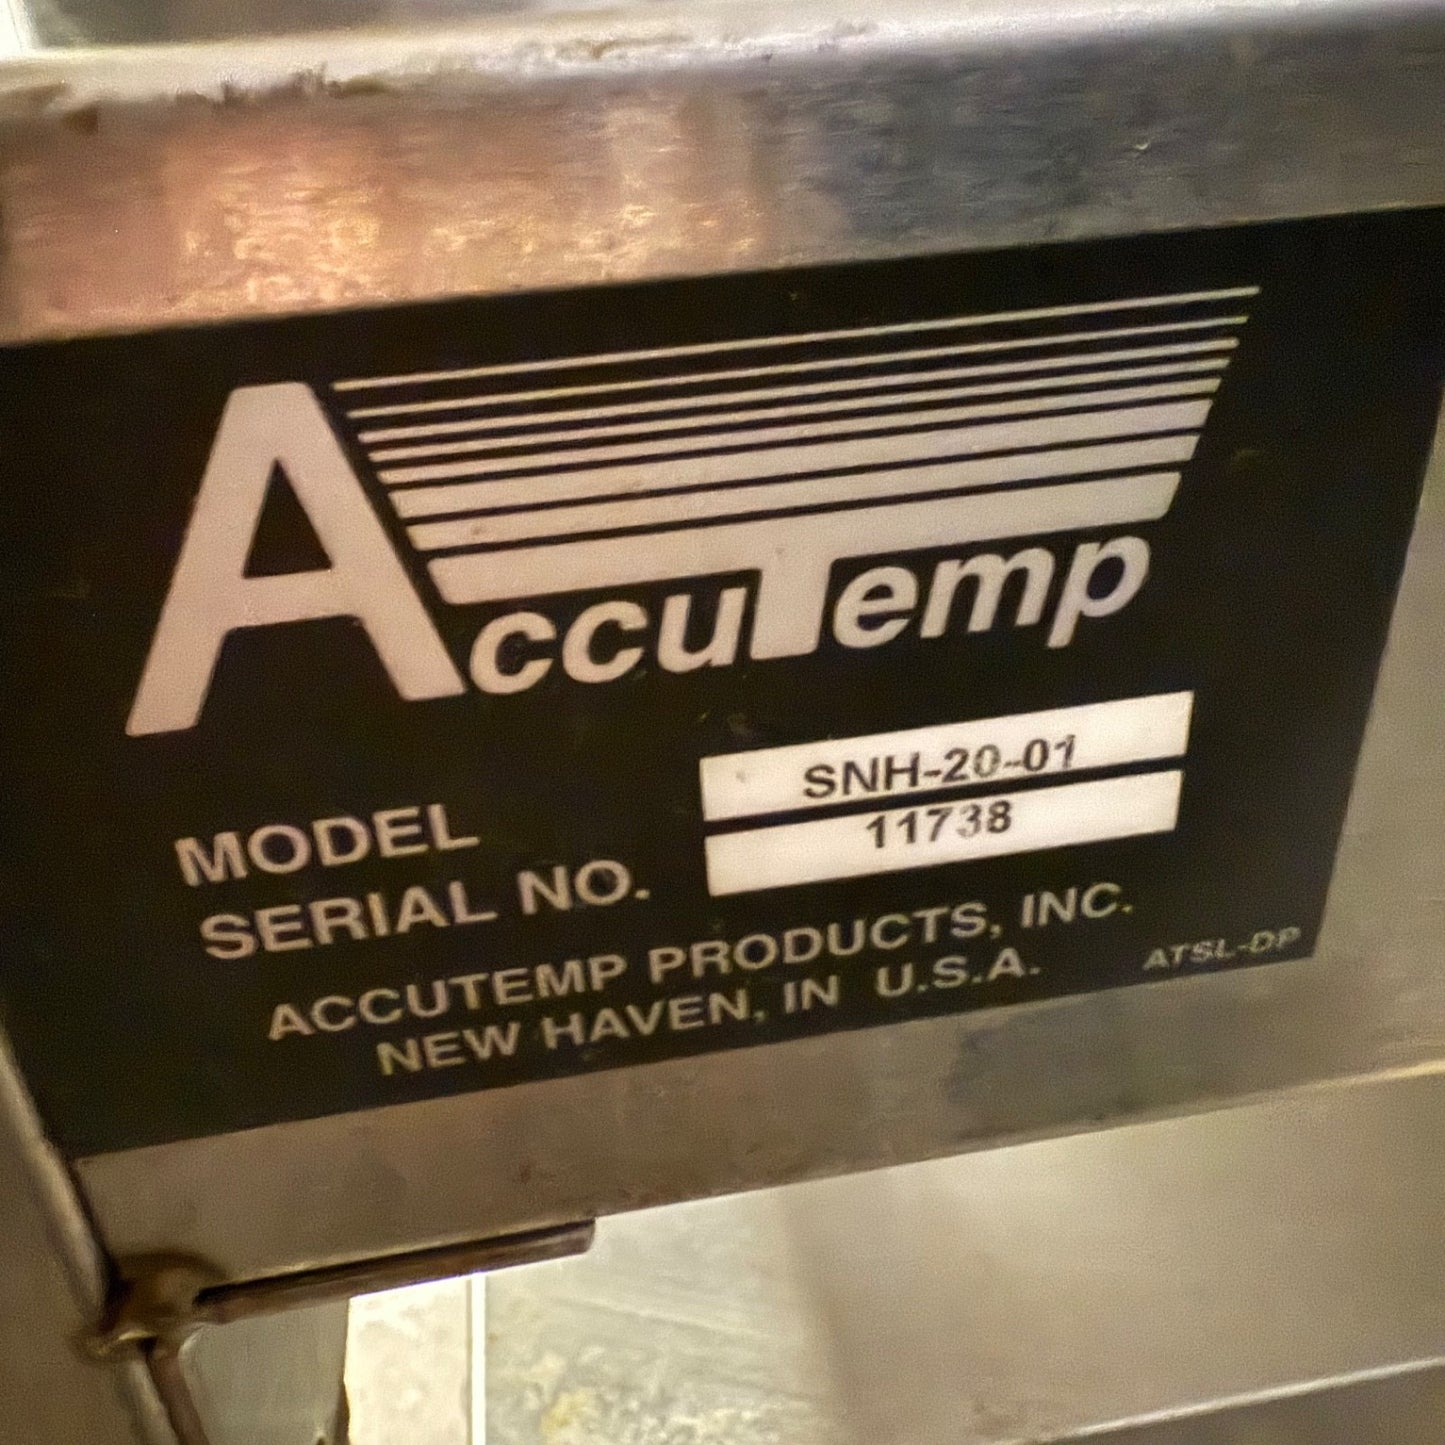 AccuTemp
MODEL SNH-20-01
SERIAL NO. 11738
ACCUTEMP PRODUCTS, INC.
NEW HAVEN, IN U.S.A.
ATSL-DP